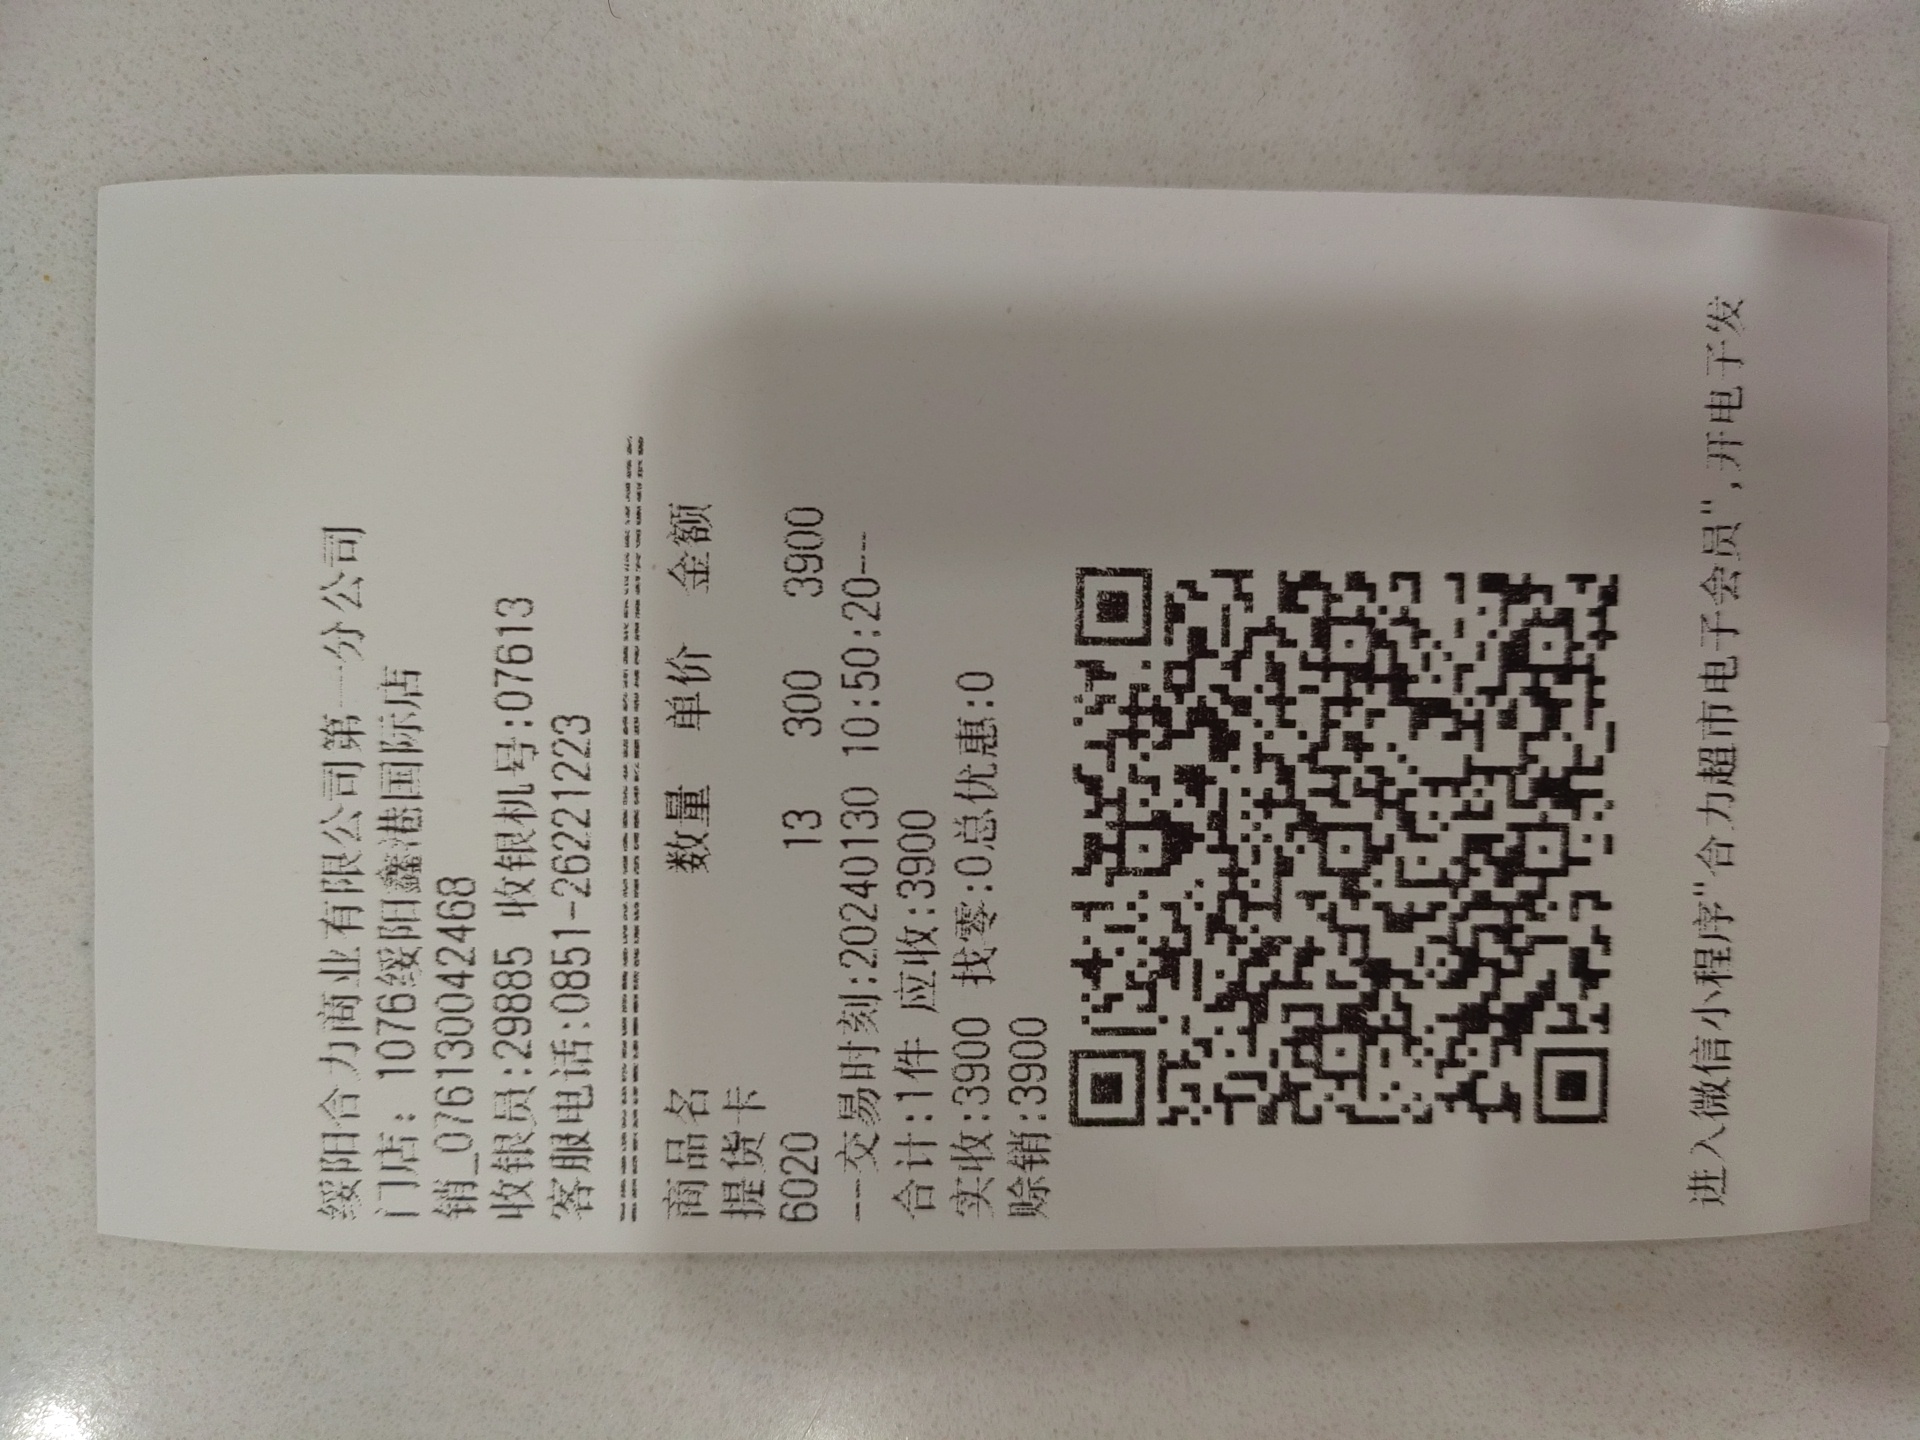 绥阳合力商业有限公司第一分公司
门店: 1076绥阳鑫港国际店
销_076130042468
收银员:29885 收银机号:07613
客服电话:0851-26221223
商品名 数量 单价 金额
提货卡
6020 13 300 3900
---交易时刻:20240130 10:50:20---
合计:1件 应收:3900
实收:3900 找零:0总优惠:0
赊销:3900
进入微信小程序"合力超市电子会员",开电子发